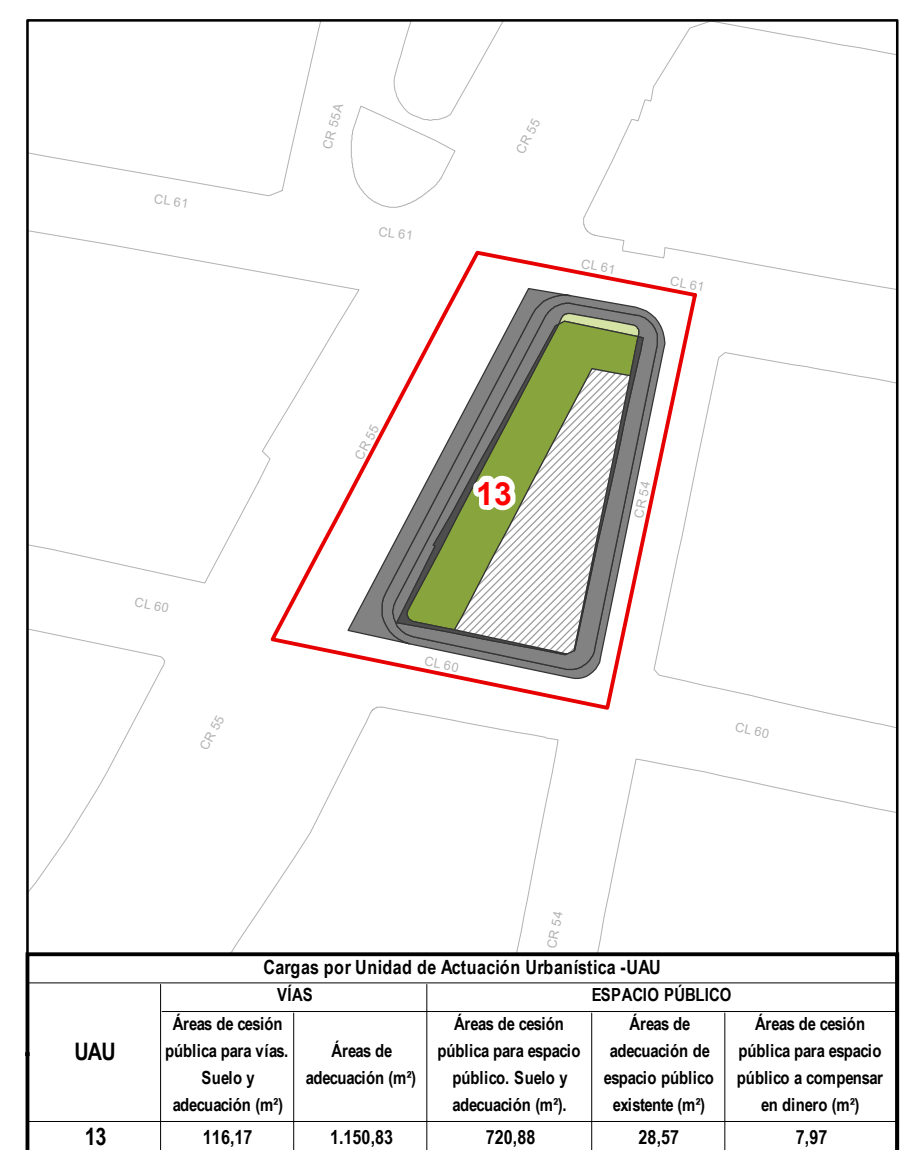 CR 55A
CR 55
CL 61
CL 61
CL 61
CL 61
CR 55
13
CR 54
CL 60
CL 60
CR 55
CL 60
CR 54
Cargas por Unidad de Actuación Urbanística -UAU
VÍAS
ESPACIO PÚBLICO
UAU
Áreas de cesión
pública para vías.
Suelo y
adecuación (m²)
Áreas de
adecuación (m²)
Áreas de cesión
pública para espacio
público. Suelo y
adecuación (m²).
Áreas de
adecuación de
espacio público
existente (m²)
Áreas de cesión
pública para espacio
público a compensar
en dinero (m²)
13
116,17
1.150,83
720,88
28,57
7,97